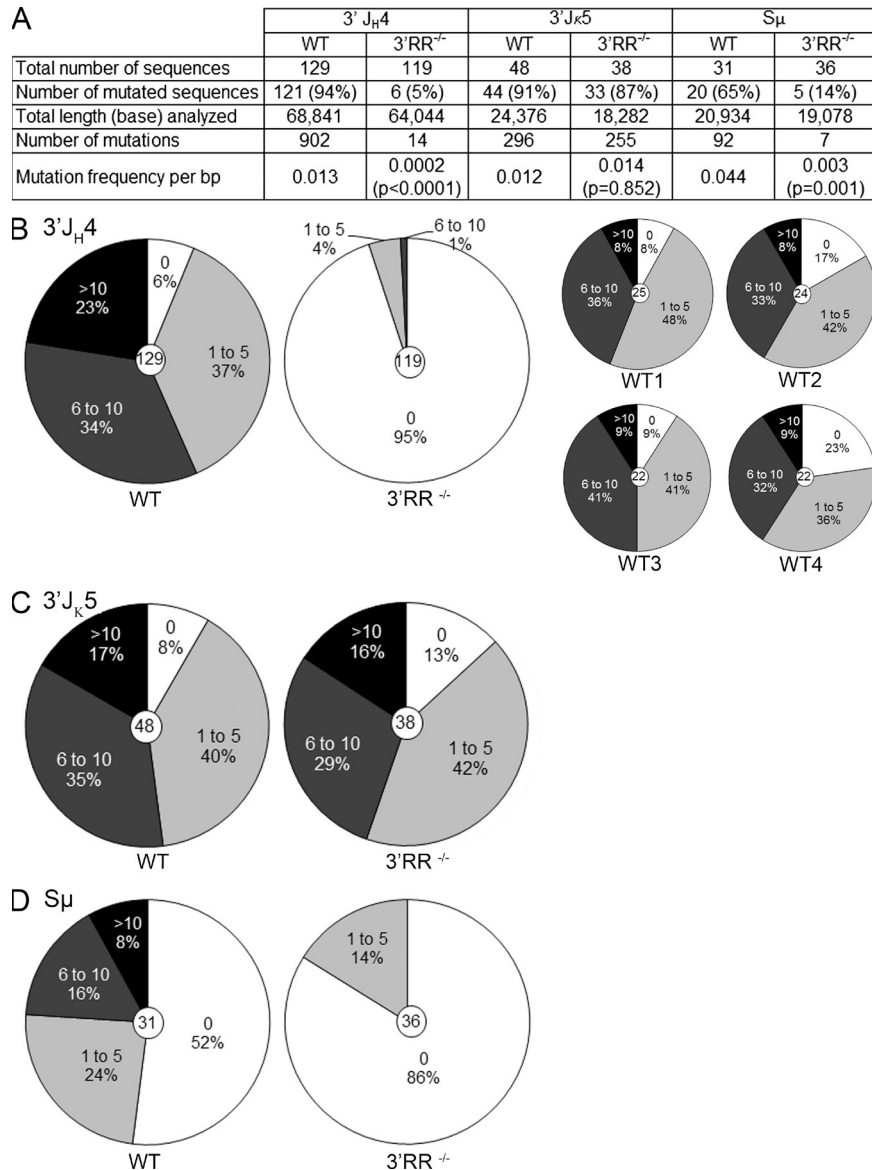 A
3' JH4 3'Jκ5 Sμ
WT 3'RR-/- WT 3'RR-/- WT 3'RR-/-
Total number of sequences 129 119 48 38 31 36
Number of mutated sequences 121 (94%) 6 (5%) 44 (91%) 33 (87%) 20 (65%) 5 (14%)
Total length (base) analyzed 68,841 64,044 24,376 18,282 20,934 19,078
Number of mutations 902 14 296 255 92 7
Mutation frequency per bp 0.013 0.0002 (p<0.0001) 0.012 0.014 (p=0.852) 0.044 0.003 (p=0.001)
B 3'JH4
>10 23%
0 6%
1 to 5 37%
6 to 10 34%
129
WT
1 to 5 4%
6 to 10 1%
119
0 95%
3'RR -/-
>10 8%
0 8%
6 to 10 36%
25
1 to 5 48%
WT1
>10 8%
0 17%
6 to 10 33%
24
1 to 5 42%
WT2
>10 9%
0 9%
6 to 10 41%
22
1 to 5 41%
WT3
>10 9%
0 23%
6 to 10 32%
22
1 to 5 36%
WT4
C 3'JK5
>10 17%
0 8%
48
6 to 10 35%
1 to 5 40%
WT
>10 16%
0 13%
38
6 to 10 29%
1 to 5 42%
3'RR -/-
D Sμ
>10 8%
6 to 10 16%
31
0 52%
1 to 5 24%
WT
1 to 5 14%
36
0 86%
3'RR -/-